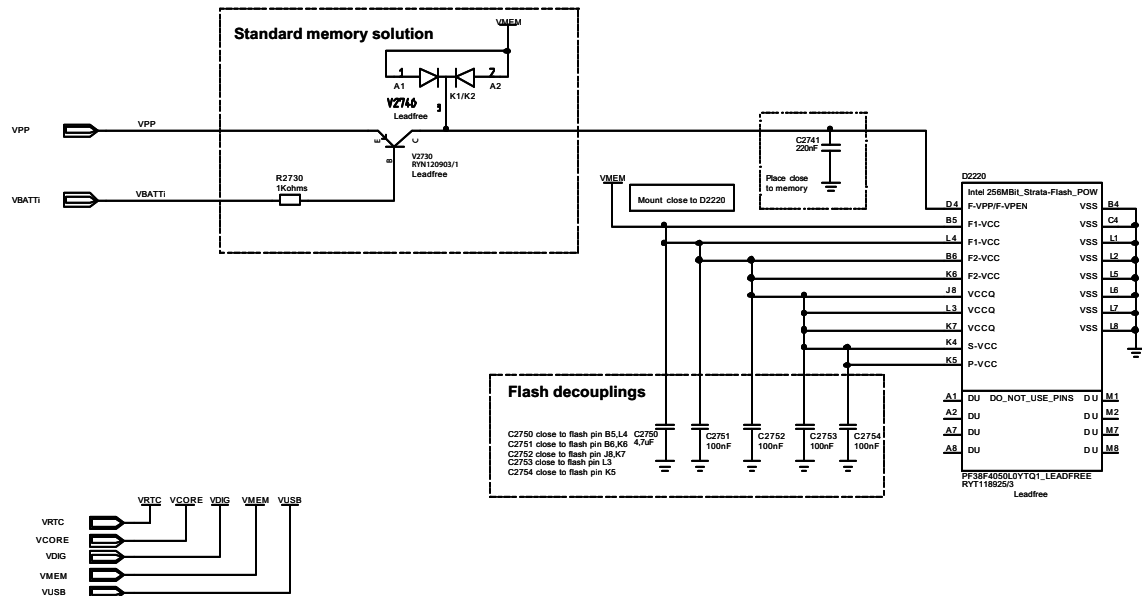 Standard memory solution
VMEM
1
2
A1
K1/K2
A2
V2746
3
Leadfree
VPP
VPP
E
C
B
V2730
RYN120903/1
Leadfree
VBATTi
VBATTi
R2730
1Kohms
C2741
220nF
Place close
to memory
VMEM
Mount close to D2220
D2220
Intel 256MBit_Strata-Flash_POW
D4 F-VPP/F-VPEN VSS B4
B5 F1-VCC VSS C4
L4 F1-VCC VSS L1
B6 F2-VCC VSS L2
K6 F2-VCC VSS L5
J8 VCCQ VSS L6
L3 VCCQ VSS L7
K7 VCCQ VSS L8
K4 S-VCC
K5 P-VCC
A1 DU DO_NOT_USE_PINS DU M1
A2 DU DU M2
A7 DU DU M7
A8 DU DU M8
PF38F4050L0YTQ1_LEADFREE
RYT118925/3
Leadfree
Flash decouplings
C2750 close to flash pin B5,L4
C2751 close to flash pin B6,K6
C2752 close to flash pin J8,K7
C2753 close to flash pin L3
C2754 close to flash pin K5
C2750
4,7uF
C2751
100nF
C2752
100nF
C2753
100nF
C2754
100nF
VRTC VCORE VDIG VMEM VUSB
VRTC
VCORE
VDIG
VMEM
VUSB